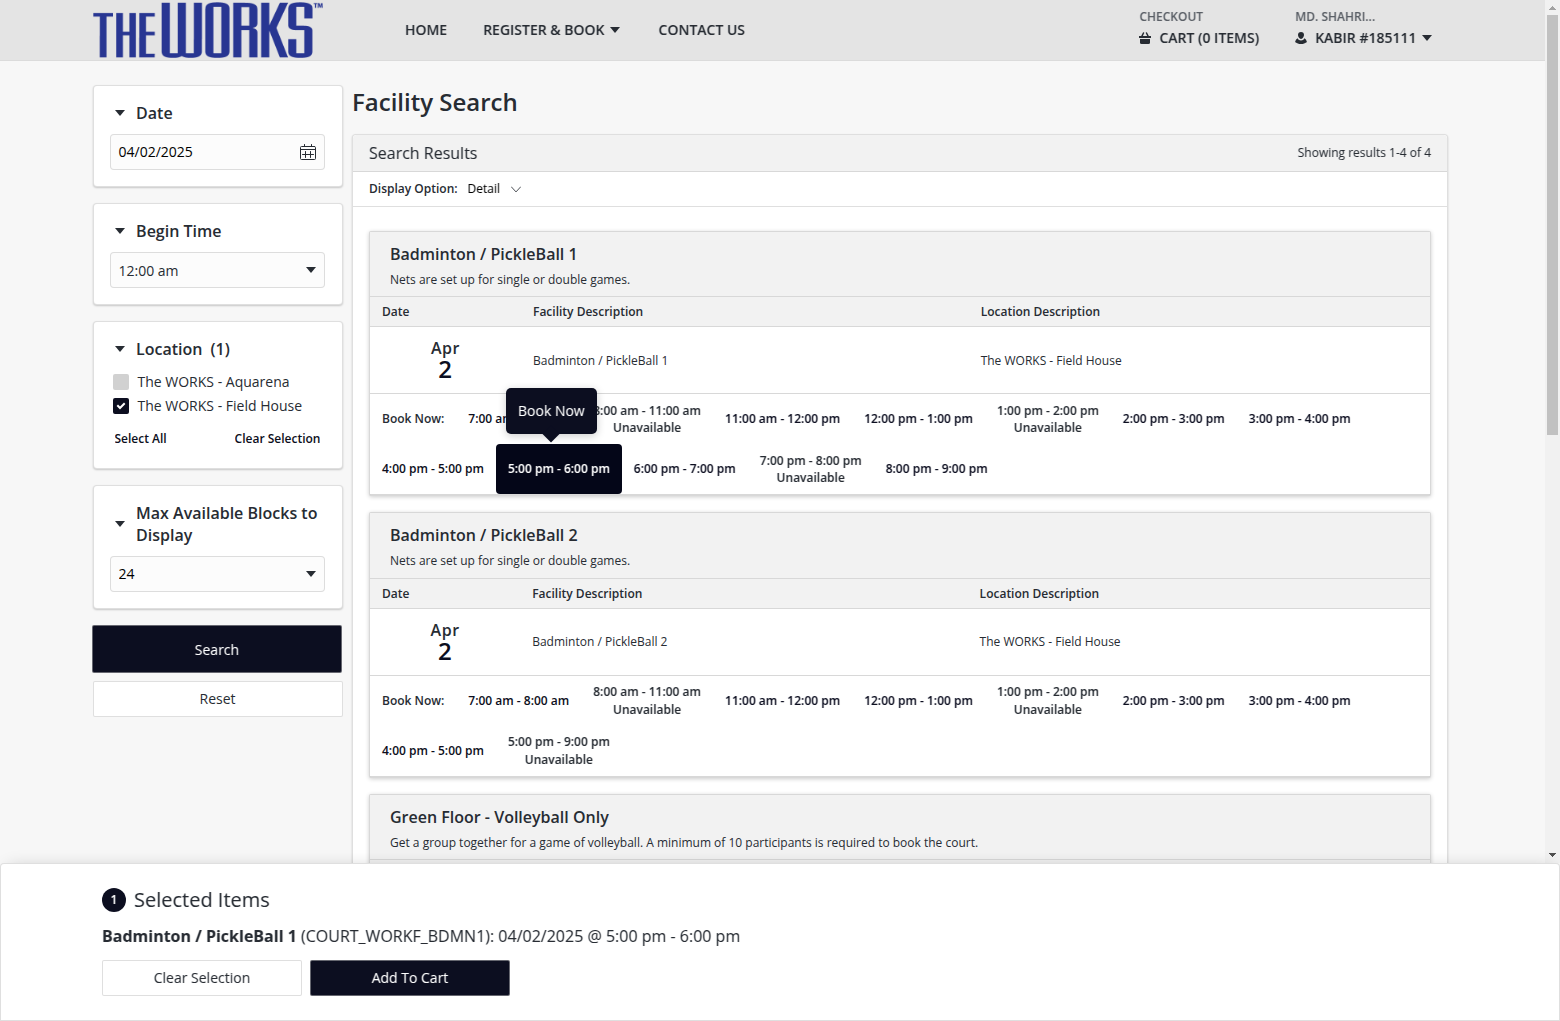 THE WORKS™
HOME
REGISTER & BOOK
CONTACT US
CHECKOUT
CART (0 ITEMS)
MD. SHAHRI...
KABIR #185111
Date
04/02/2025
Begin Time
12:00 am
Location (1)
The WORKS - Aquarena
The WORKS - Field House
Select All
Clear Selection
Max Available Blocks to
Display
24
Search
Reset
Facility Search
Search Results
Showing results 1-4 of 4
Display Option: Detail
Badminton / PickleBall 1
Nets are set up for single or double games.
Date
Facility Description
Location Description
Apr
2
Badminton / PickleBall 1
The WORKS - Field House
Book Now
Book Now:
7:00 a
:00 am - 11:00 am
Unavailable
11:00 am - 12:00 pm
12:00 pm - 1:00 pm
1:00 pm - 2:00 pm
Unavailable
2:00 pm - 3:00 pm
3:00 pm - 4:00 pm
4:00 pm - 5:00 pm
5:00 pm - 6:00 pm
6:00 pm - 7:00 pm
7:00 pm - 8:00 pm
Unavailable
8:00 pm - 9:00 pm
Badminton / PickleBall 2
Nets are set up for single or double games.
Date
Facility Description
Location Description
Apr
2
Badminton / PickleBall 2
The WORKS - Field House
Book Now:
7:00 am - 8:00 am
8:00 am - 11:00 am
Unavailable
11:00 am - 12:00 pm
12:00 pm - 1:00 pm
1:00 pm - 2:00 pm
Unavailable
2:00 pm - 3:00 pm
3:00 pm - 4:00 pm
4:00 pm - 5:00 pm
5:00 pm - 9:00 pm
Unavailable
Green Floor - Volleyball Only
Get a group together for a game of volleyball. A minimum of 10 participants is required to book the court.
1 Selected Items
Badminton / PickleBall 1 (COURT_WORKF_BDMN1): 04/02/2025 @ 5:00 pm - 6:00 pm
Clear Selection
Add To Cart